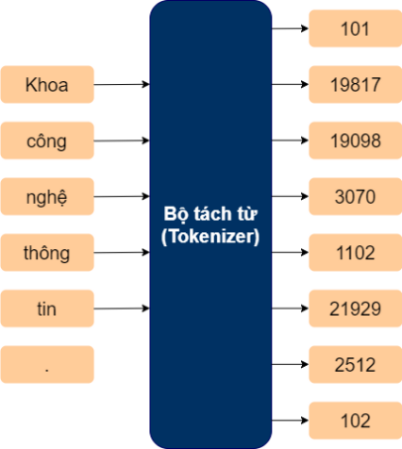 Khoa
công
nghệ
thông
tin
.
Bộ tách từ
(Tokenizer)
101
19817
19098
3070
1102
21929
2512
102